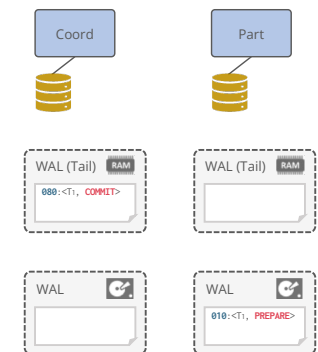 Coord Part
WAL (Tail) RAM WAL (Tail) RAM
080:<T1, COMMIT>
WAL WAL
010:<T1, PREPARE>